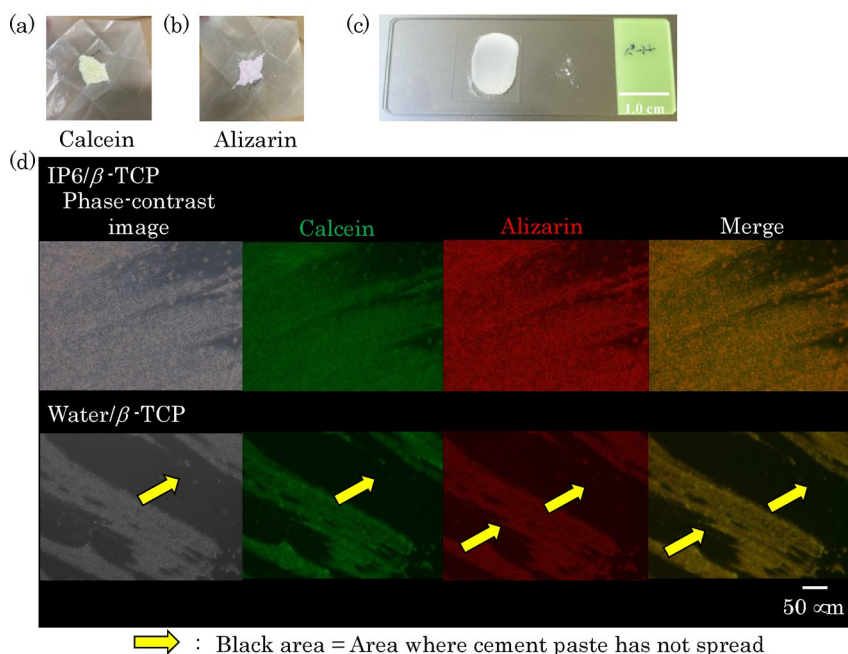 (a)
(b)
(c)
1.0 cm
Calcein
Alizarin
(d)
IP6/β-TCP
Phase-contrast
image
Calcein
Alizarin
Merge
Water/β-TCP
50 ∝m
: Black area = Area where cement paste has not spread